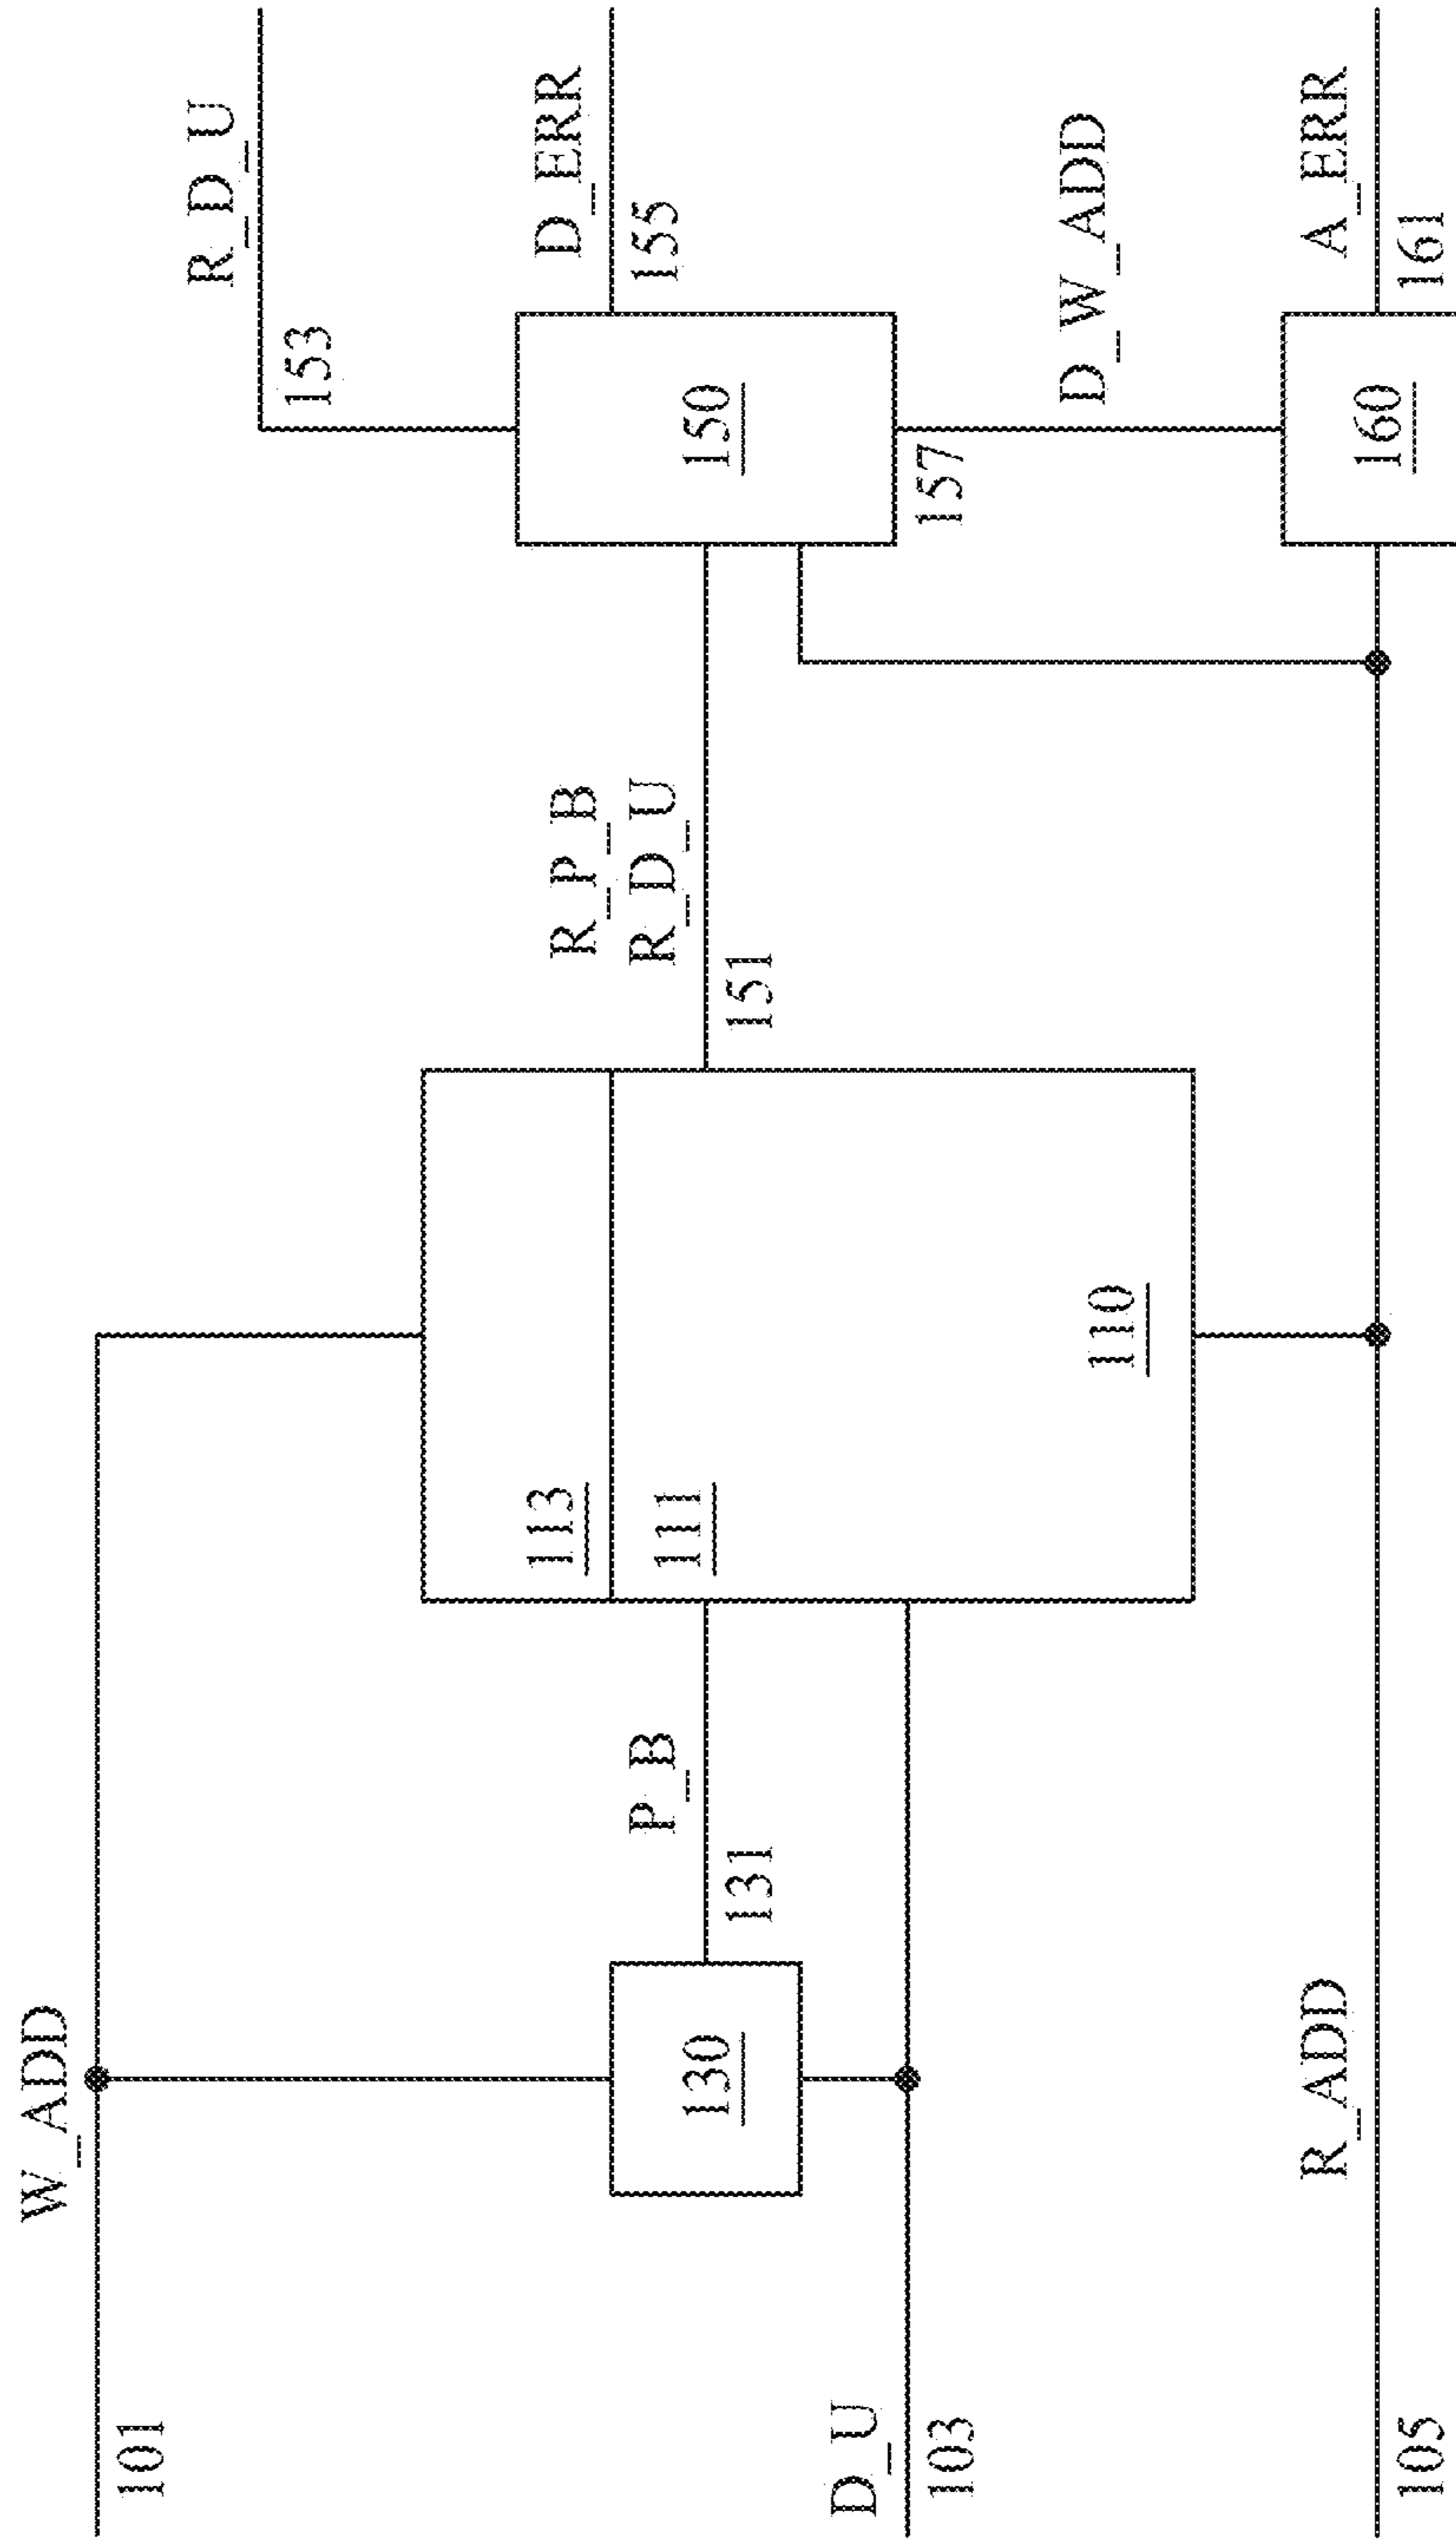 W_ADD
101
R_D_U
153
113
111
110
P_B
131
130
R_P_B
R_D_U
151
150
D_ERR
155
157
D_W_ADD
D_U
103
R_ADD
105
160
A_ERR
161